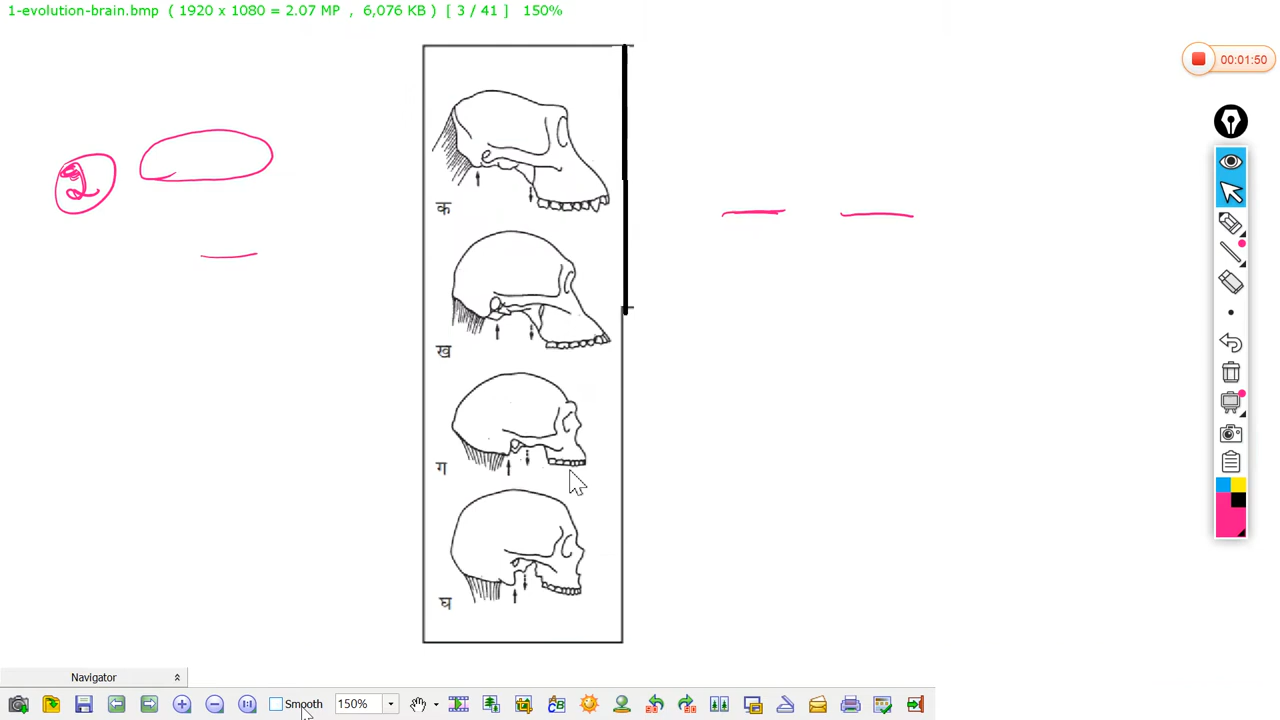 1-evolution-brain.bmp ( 1920 x 1080 = 2.07 MP , 6,076 KB ) [ 3 / 41 ] 150%
00:01:50
क
ख
ग
घ
Navigator
Smooth
150%